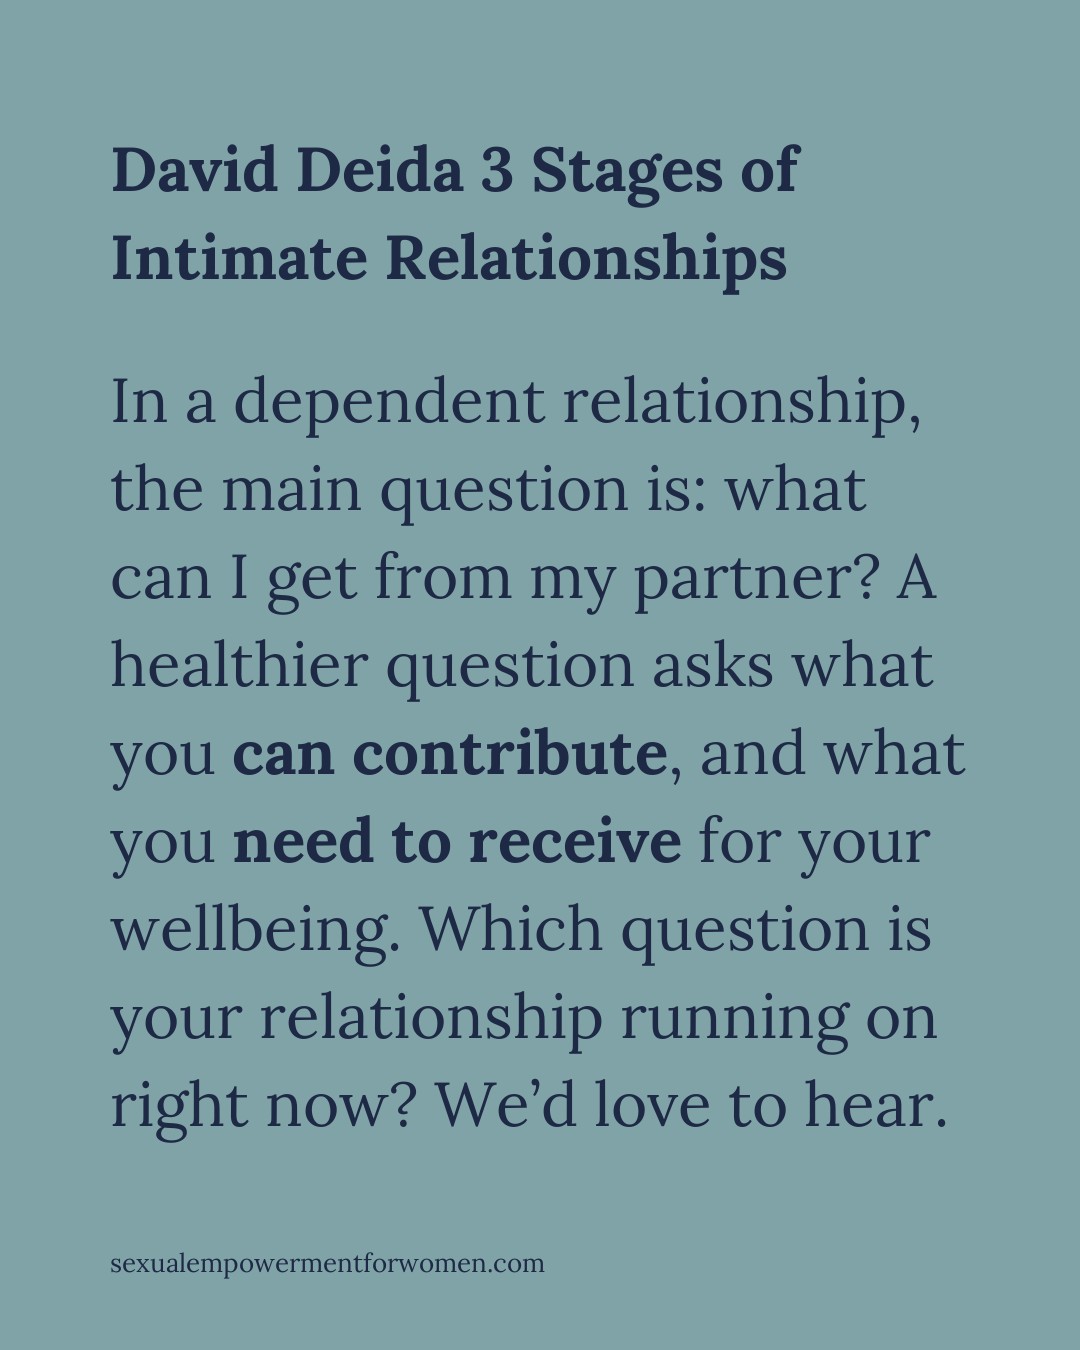 David Deida 3 Stages of
Intimate Relationships
In a dependent relationship,
the main question is: what
can I get from my partner? A
healthier question asks what
you can contribute, and what
you need to receive for your
wellbeing. Which question is
your relationship running on
right now? We’d love to hear.
sexualempowermentforwomen.com